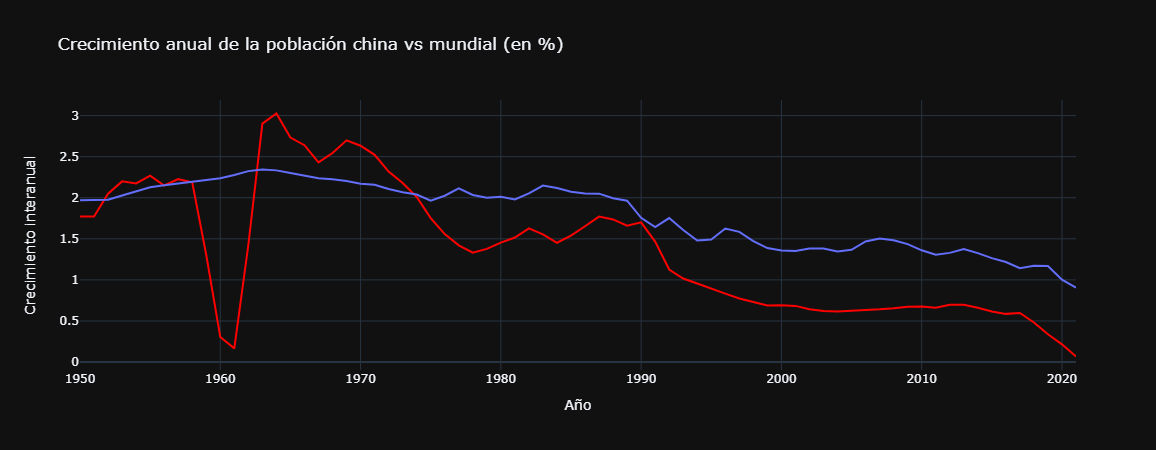 Crecimiento anual de la población china vs mundial (en %)
Crecimiento interanual
3
2.5
2
1.5
1
0.5
0
1950 1960 1970 1980 1990 2000 2010 2020
Año